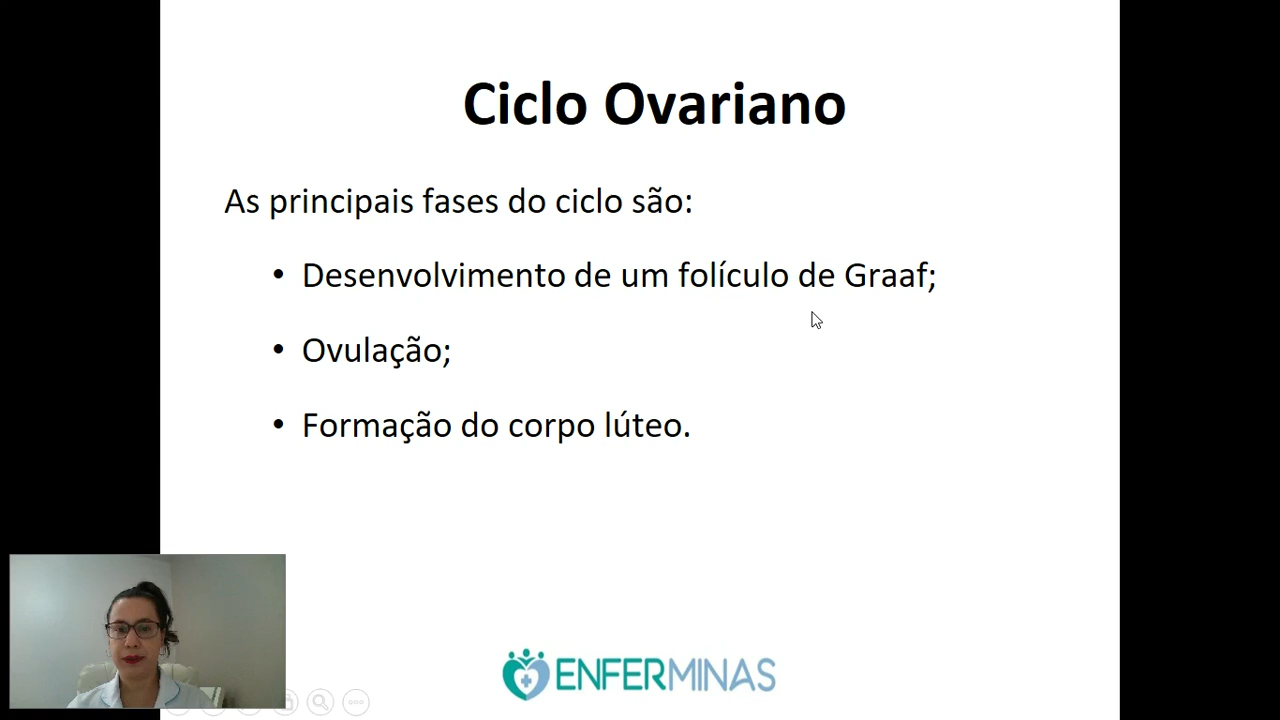 Ciclo Ovariano
As principais fases do ciclo são:
• Desenvolvimento de um folículo de Graaf;
• Ovulação;
• Formação do corpo lúteo.
ENFERMINAS